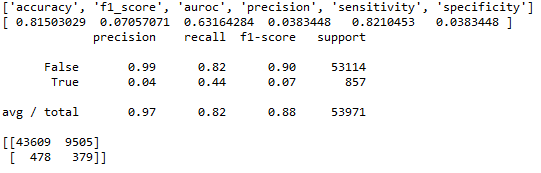 ['accuracy', 'f1_score', 'auroc', 'precision', 'sensitivity', 'specificity']
[ 0.81503029  0.07057071  0.63164284  0.0383448   0.8210453   0.0383448 ]
             precision    recall  f1-score   support

      False       0.99      0.82      0.90     53114
       True       0.04      0.44      0.07       857

avg / total       0.97      0.82      0.88     53971

[[43609  9505]
 [  478   379]]